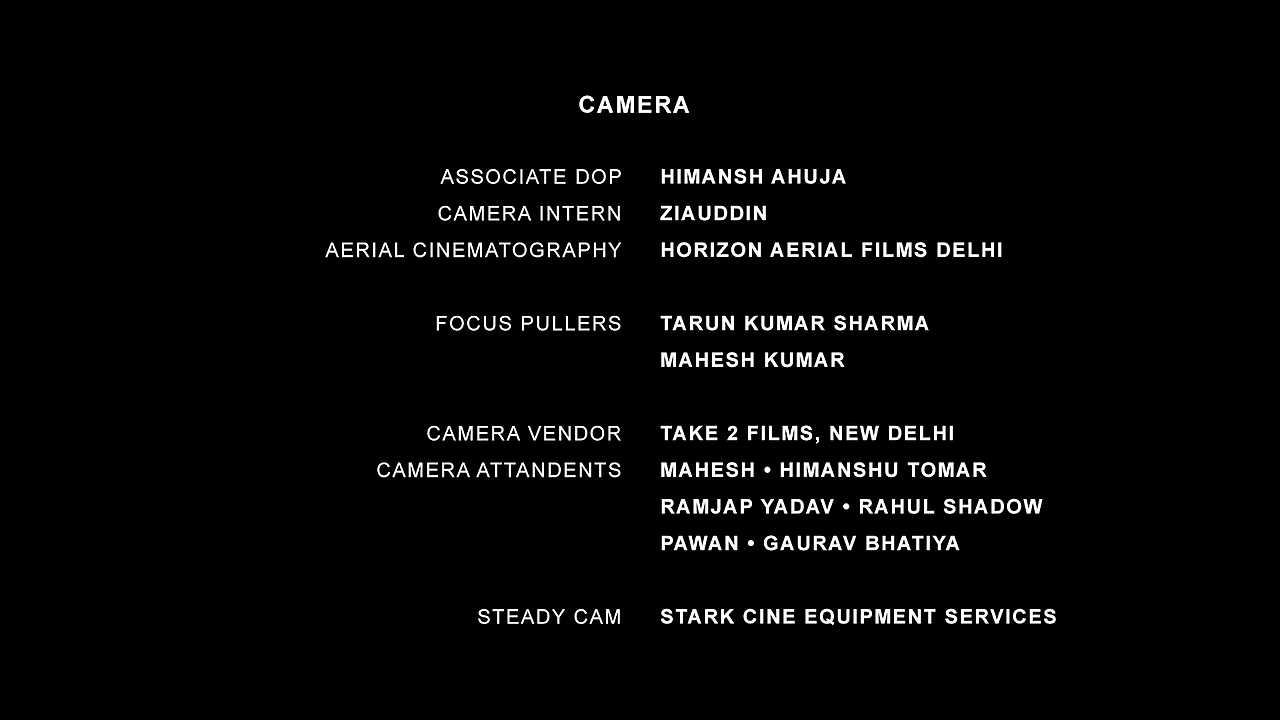 CAMERA
ASSOCIATE DOP HIMANSH AHUJA
CAMERA INTERN ZIAUDDIN
AERIAL CINEMATOGRAPHY HORIZON AERIAL FILMS DELHI
FOCUS PULLERS TARUN KUMAR SHARMA
MAHESH KUMAR
CAMERA VENDOR TAKE 2 FILMS, NEW DELHI
CAMERA ATTANDENTS MAHESH • HIMANSHU TOMAR
RAMJAP YADAV • RAHUL SHADOW
PAWAN • GAURAV BHATIYA
STEADY CAM STARK CINE EQUIPMENT SERVICES